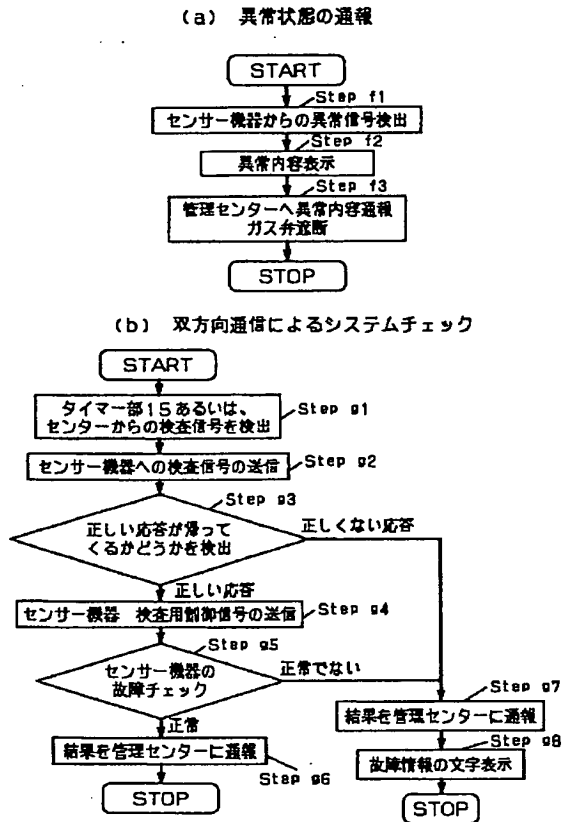 (a) 異常状態の通報
START
Step f1
センサー機器からの異常信号検出
Step f2
異常内容表示
Step f3
管理センターへ異常内容通報
ガス弁遮断
STOP
(b) 双方向通信によるシステムチェック
START
タイマー部15あるいは、
センターからの検査信号を検出
Step g1
センサー機器への検査信号の送信
Step g2
Step g3
正しい応答が帰って
くるかどうかを検出
正しくない応答
正しい応答
センサー機器 検査用制御信号の送信
Step g4
Step g5
センサー機器の
故障チェック
正常でない
正常
結果を管理センターに通報
Step g6
STOP
Step g7
結果を管理センターに通報
Step g8
故障情報の文字表示
STOP